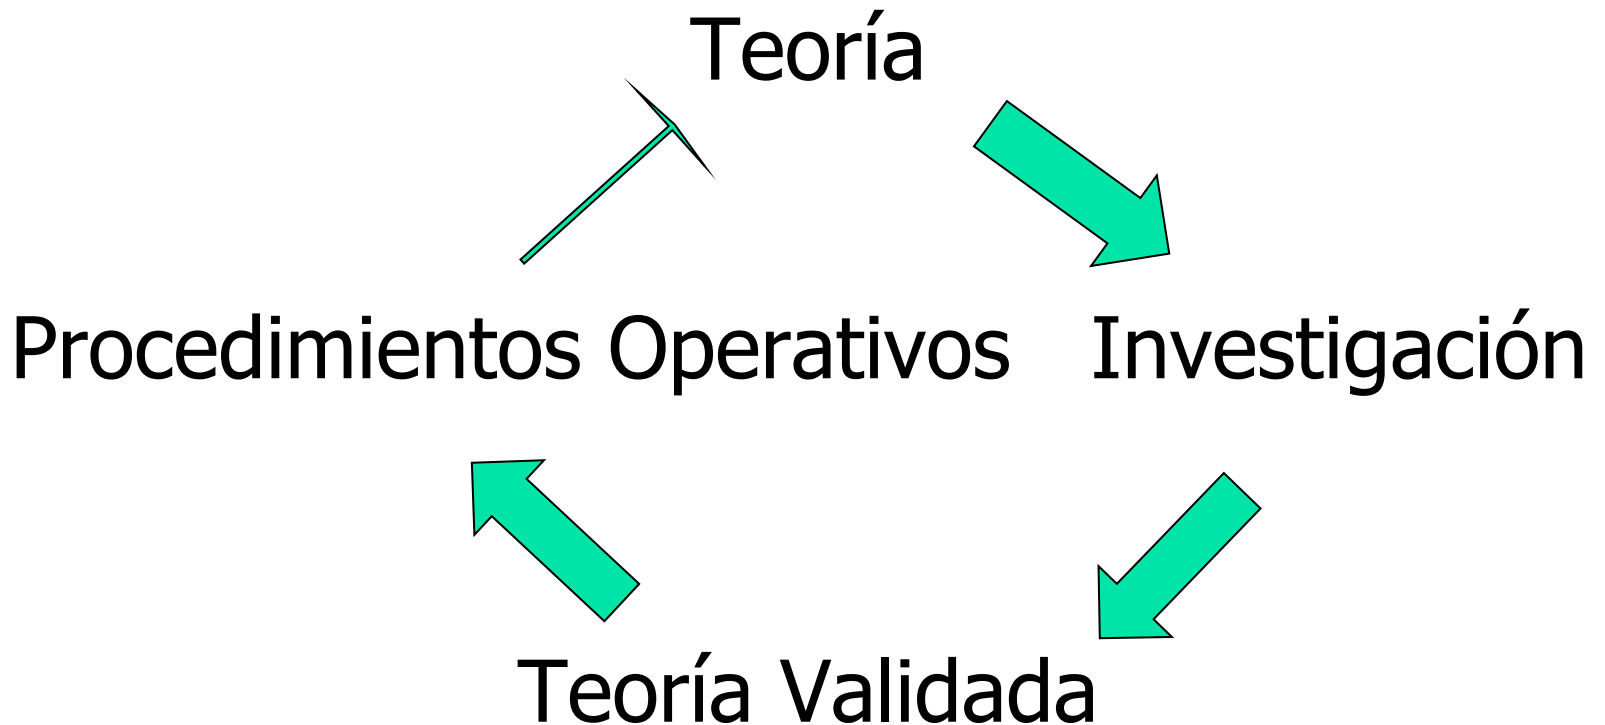 Teoría
Procedimientos Operativos Investigación
Teoría Validada